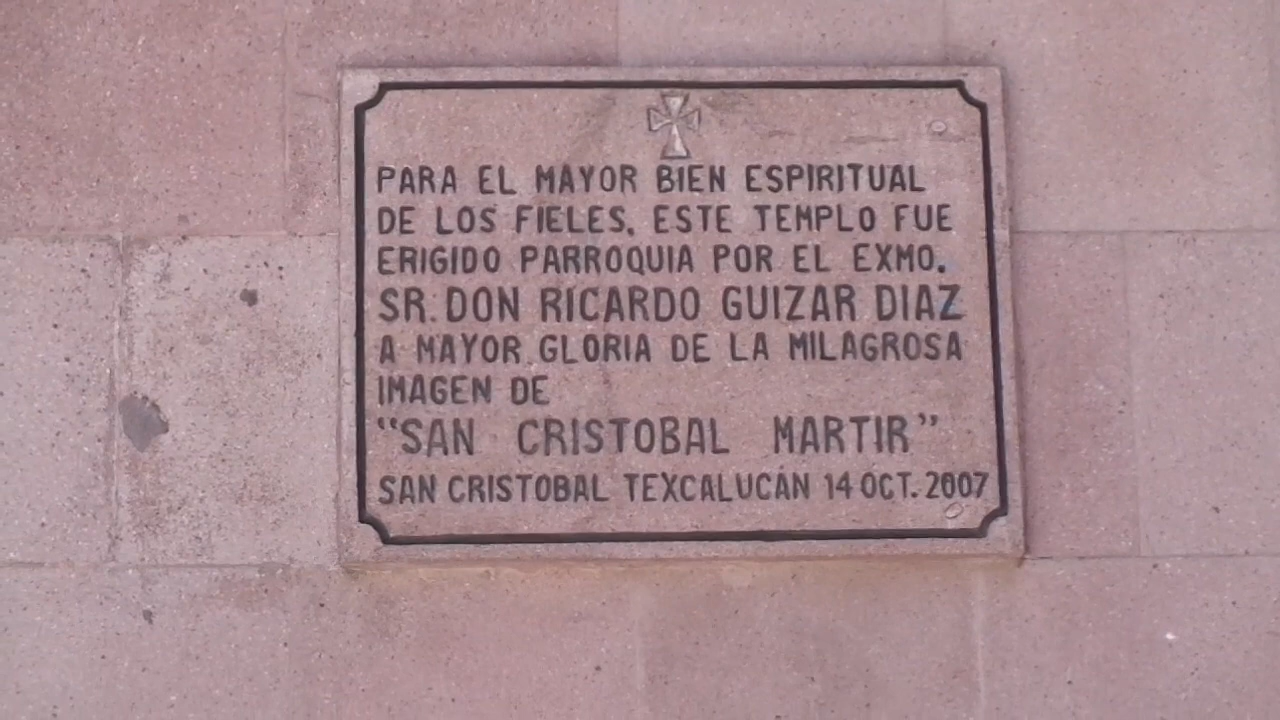 PARA EL MAYOR BIEN ESPIRITUAL
DE LOS FIELES, ESTE TEMPLO FUE
ERIGIDO PARROQUIA POR EL EXMO.
SR. DON RICARDO GUIZAR DIAZ
A MAYOR GLORIA DE LA MILAGROSA
IMAGEN DE
“SAN CRISTOBAL MARTIR”
SAN CRISTOBAL TEXCALUCAN 14 OCT. 2007